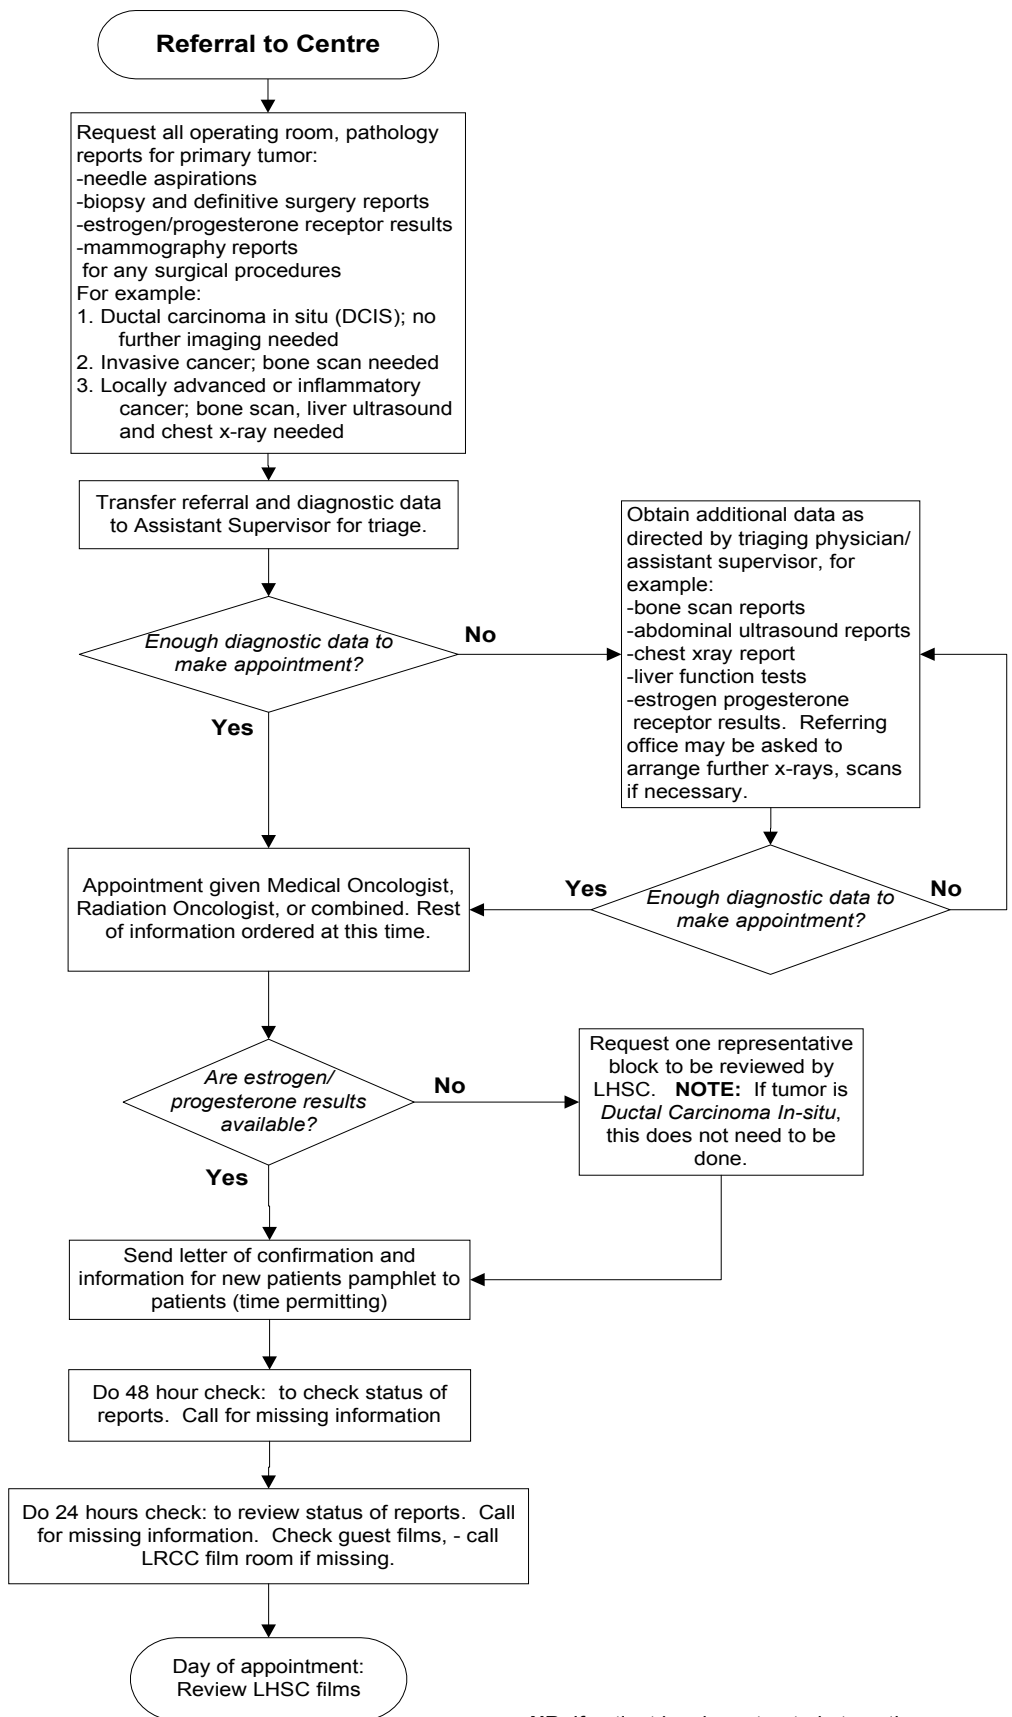 Referral to Centre
Request all operating room, pathology
reports for primary tumor:
-needle aspirations
-biopsy and definitive surgery reports
-estrogen/progesterone receptor results
-mammography reports
for any surgical procedures
For example:
1. Ductal carcinoma in situ (DCIS); no
further imaging needed
2. Invasive cancer; bone scan needed
3. Locally advanced or inflammatory
cancer; bone scan, liver ultrasound
and chest x-ray needed
Transfer referral and diagnostic data
to Assistant Supervisor for triage.
Enough diagnostic data to
make appointment?
No
Yes
Obtain additional data as
directed by triaging physician/
assistant supervisor, for
example:
-bone scan reports
-abdominal ultrasound reports
-chest xray report
-liver function tests
-estrogen progesterone
receptor results. Referring
office may be asked to
arrange further x-rays, scans
if necessary.
Enough diagnostic data to
make appointment?
Yes
No
Appointment given Medical Oncologist,
Radiation Oncologist, or combined. Rest
of information ordered at this time.
Are estrogen/
progesterone results
available?
No
Yes
Request one representative
block to be reviewed by
LHSC. NOTE: If tumor is
Ductal Carcinoma In-situ,
this does not need to be
done.
Send letter of confirmation and
information for new patients pamphlet to
patients (time permitting)
Do 48 hour check: to check status of
reports. Call for missing information
Do 24 hours check: to review status of reports. Call
for missing information. Check guest films, - call
LRCC film room if missing.
Day of appointment:
Review LHSC films